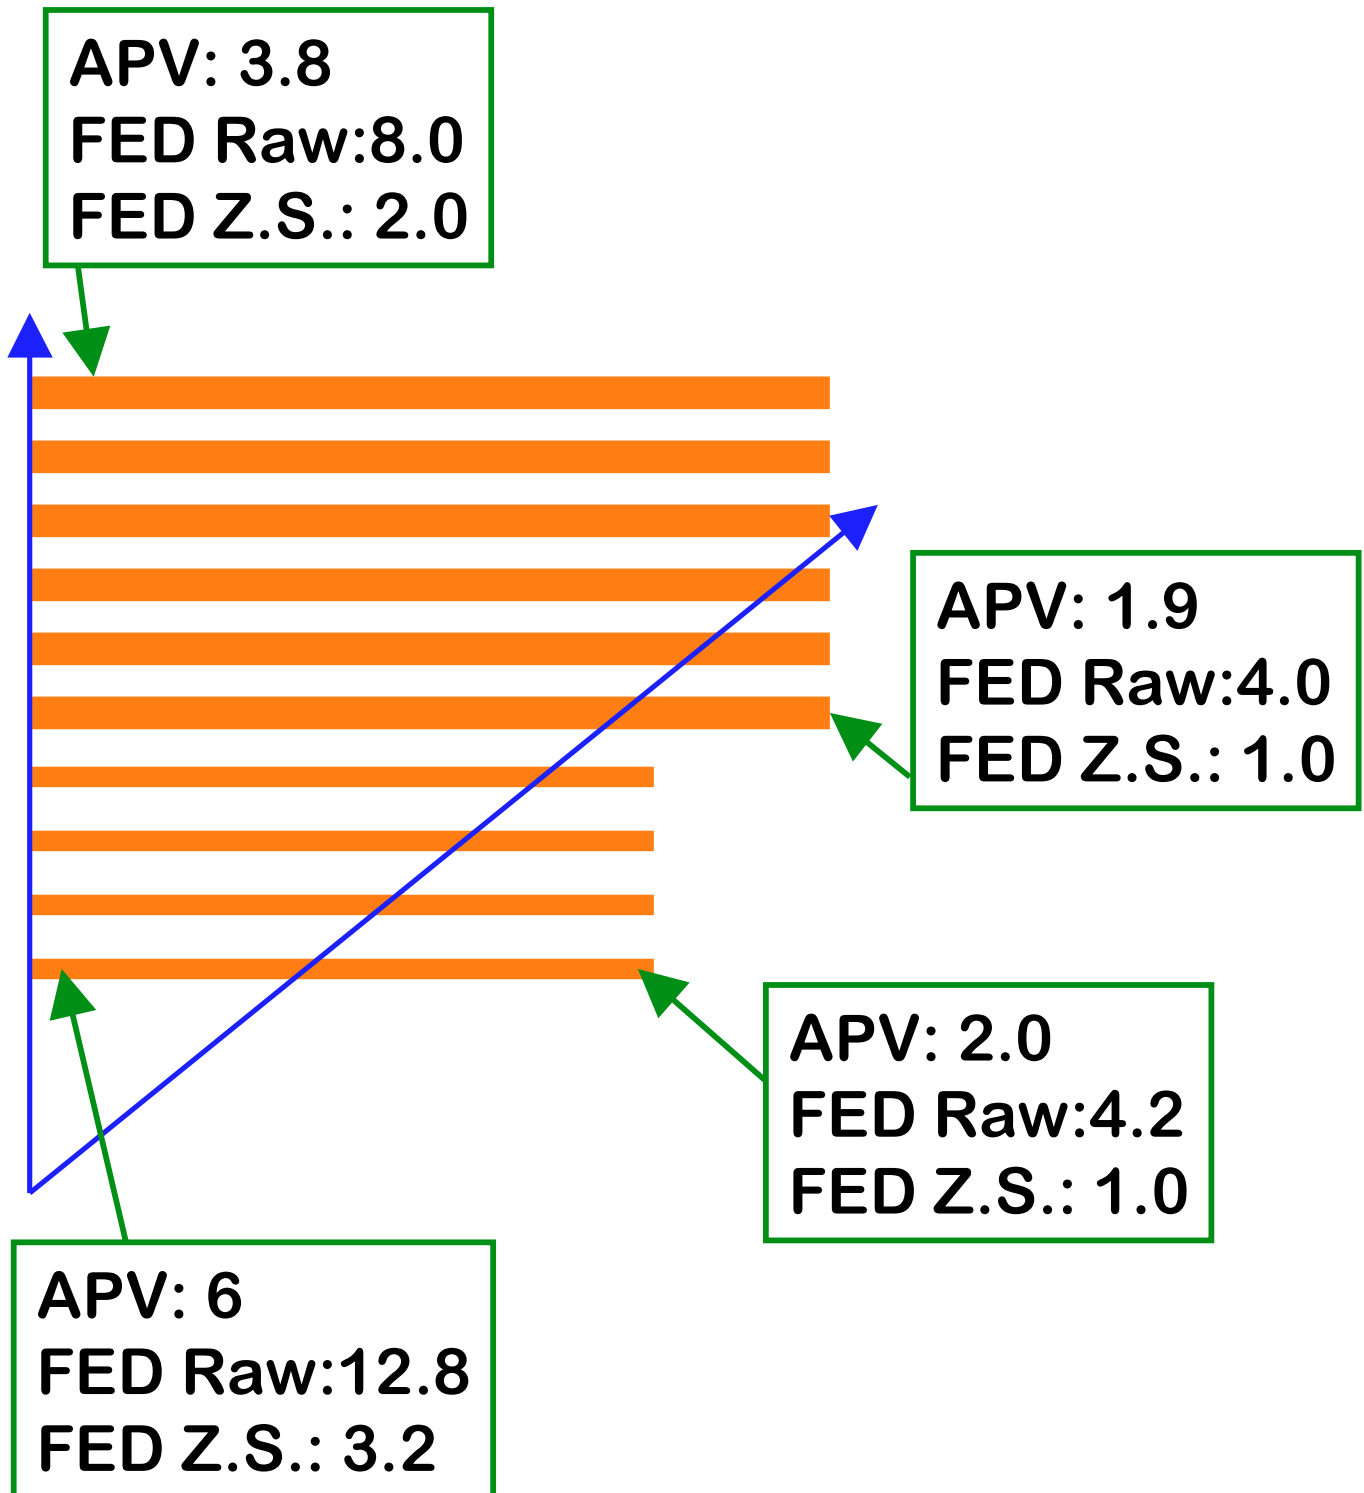 APV: 3.8
FED Raw:8.0
FED Z.S.: 2.0
APV: 1.9
FED Raw:4.0
FED Z.S.: 1.0
APV: 2.0
FED Raw:4.2
FED Z.S.: 1.0
APV: 6
FED Raw:12.8
FED Z.S.: 3.2